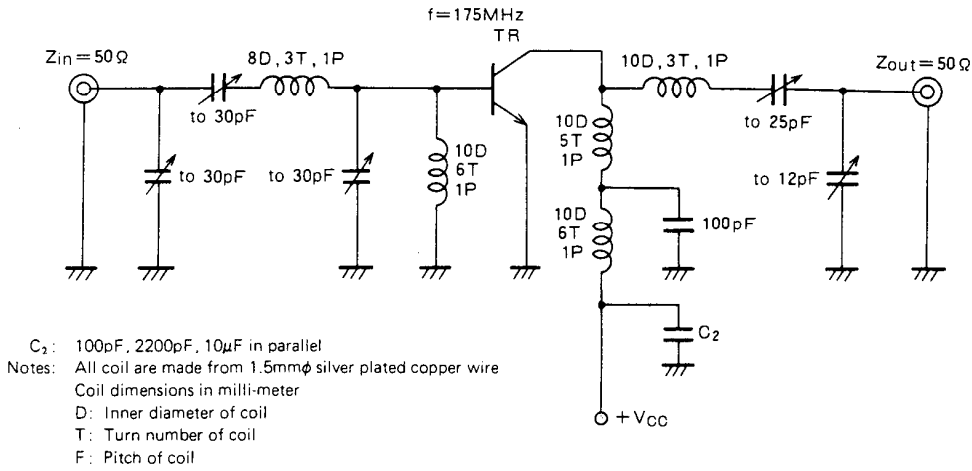 f=175MHz
TR
Zin=50Ω
8D, 3T, 1P
10D, 3T, 1P
Zout=50Ω
to 30pF
to 25pF
to 30pF
to 30pF
10D
6T
1P
10D
5T
1P
to 12pF
10D
6T
1P
100pF
C₂
+VCC
C₂: 100pF, 2200pF, 10μF in parallel
Notes: All coil are made from 1.5mmϕ silver plated copper wire
Coil dimensions in milli-meter
D: Inner diameter of coil
T: Turn number of coil
F: Pitch of coil